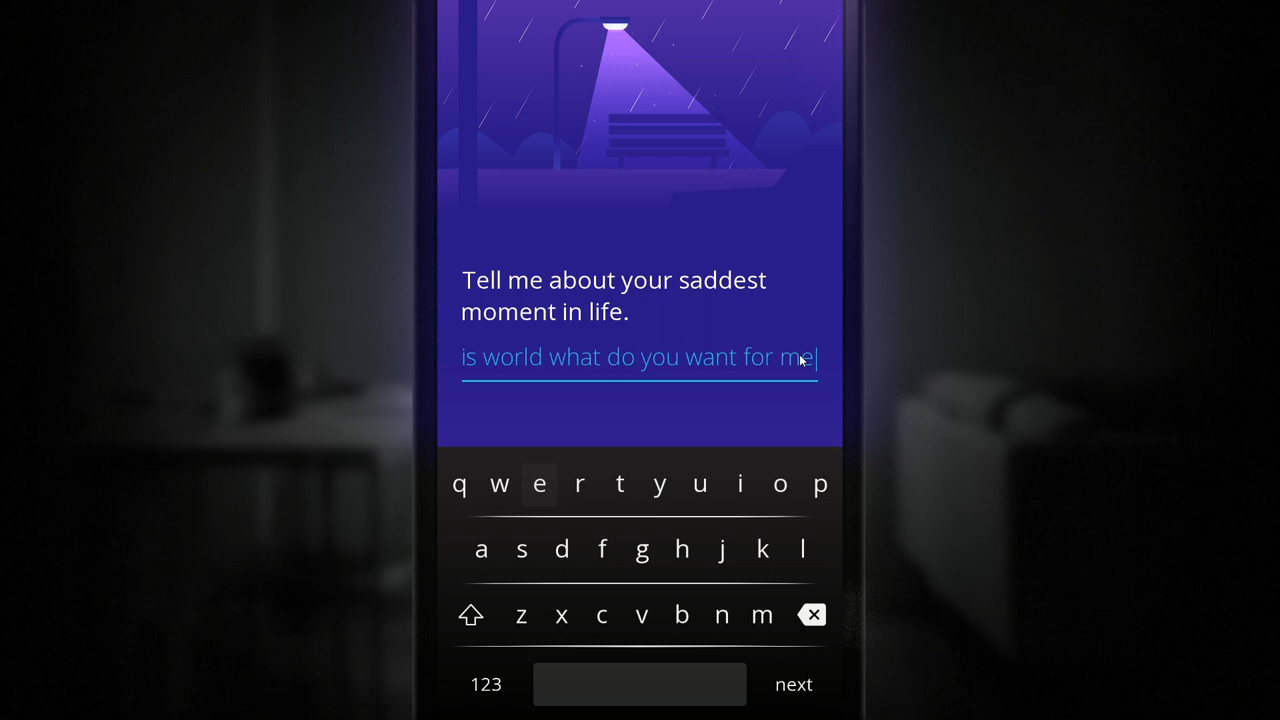 Tell me about your saddest
moment in life.
is world what do you want for me
q w e r t y u i o p
a s d f g h j k l
z x c v b n m
123 next